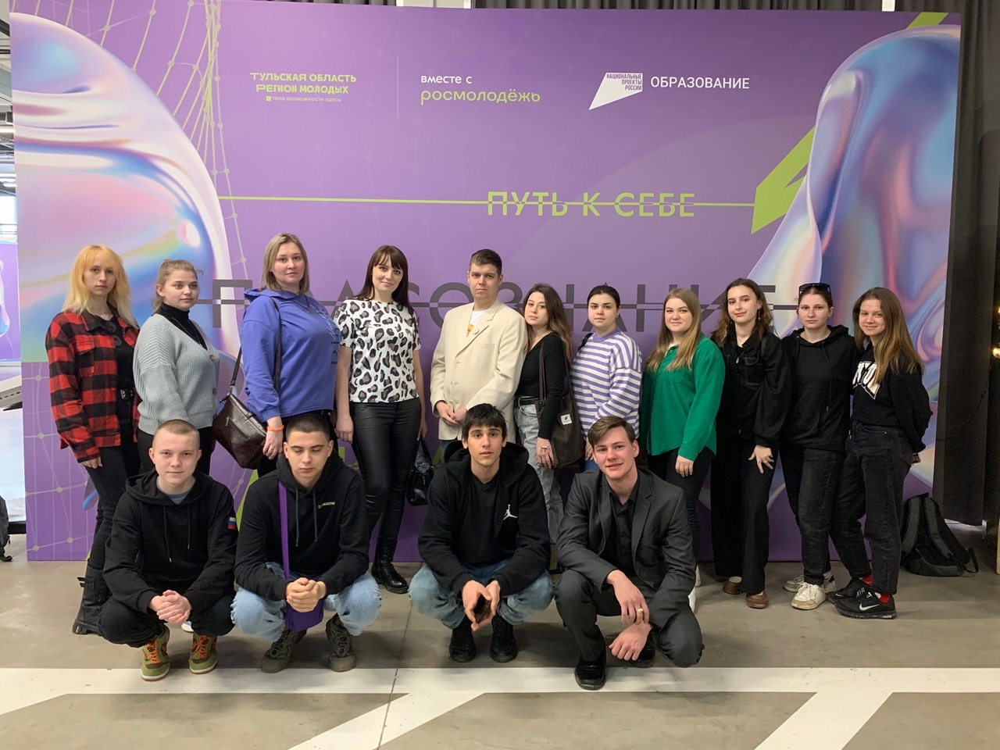 ТУЛЬСКАЯ ОБЛАСТЬ
РЕГИОН МОЛОДЫХ
ТВОИ ВОЗМОЖНОСТИ ЗДЕСЬ
вместе с
росмолодёжь
НАЦИОНАЛЬНЫЕ
ПРОЕКТЫ
РОССИИ
ОБРАЗОВАНИЕ
ПУТЬ К СЕБЕ